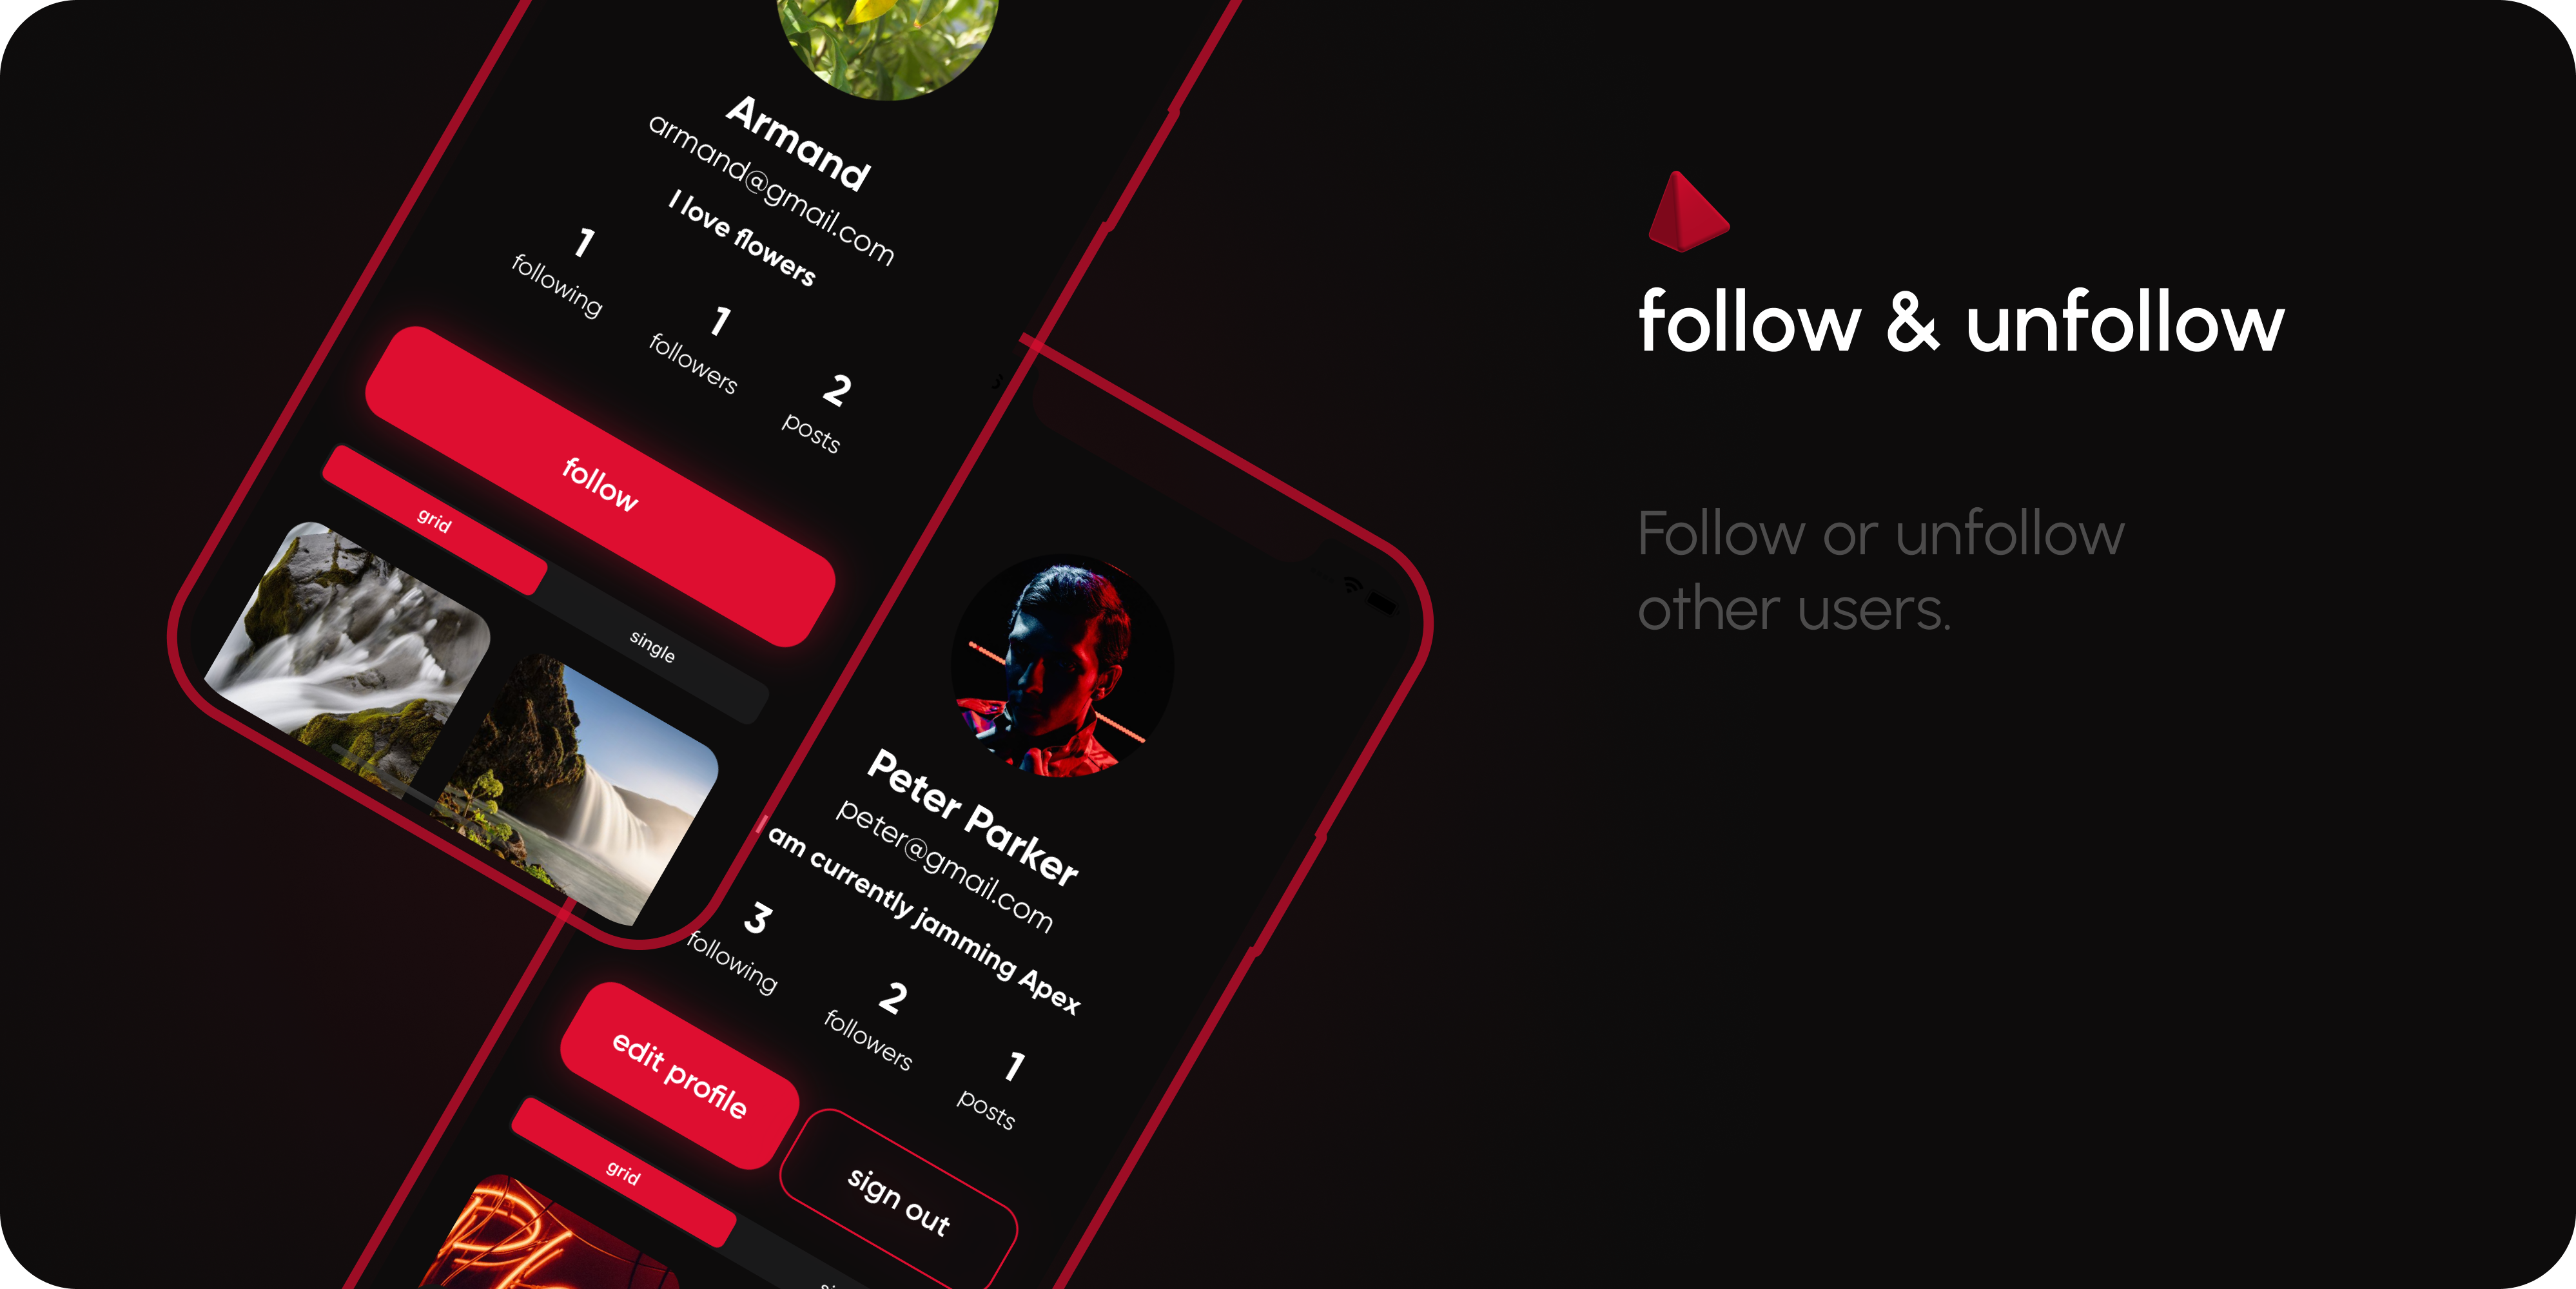 Armand
armand@gmail.com
I love flowers
1
following
1
followers
2
posts
follow
grid
single
Peter Parker
peter@gmail.com
I am currently jamming Apex
3
following
2
followers
1
posts
edit profile
sign out
grid
follow & unfollow
Follow or unfollow
other users.